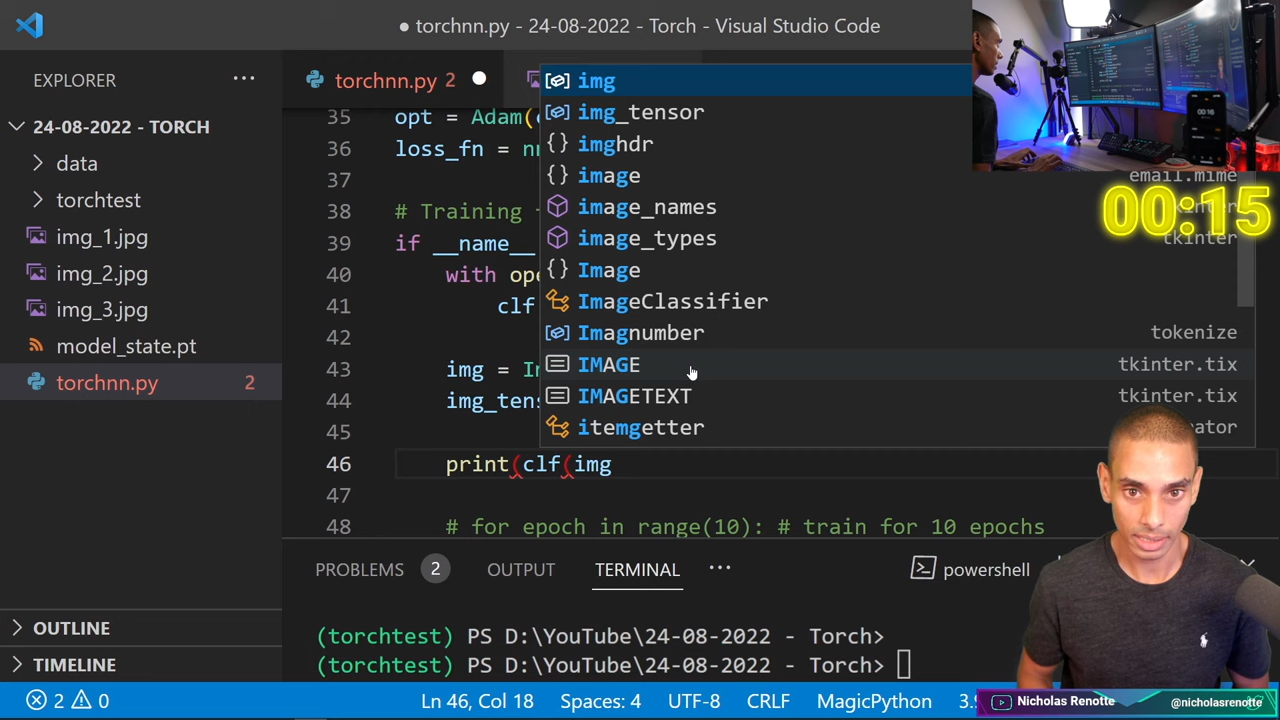 torchnn.py - 24-08-2022 - Torch - Visual Studio Code
EXPLORER
24-08-2022 - TORCH
data
torchtest
img_1.jpg
img_2.jpg
img_3.jpg
model_state.pt
torchnn.py 2
OUTLINE
TIMELINE
torchnn.py 2
35 opt = Adam(
36 loss_fn = nn
37
38 # Training
39 if __name__
40 with ope
41 clf
42
43 img = Im
44 img_tens
45
46 print(clf(img
47
48 # for epoch in range(10): # train for 10 epochs
img
img_tensor
imghdr
image email.mime
image_names tkinter
image_types tkinter
Image
ImageClassifier
Imagnumber tokenize
IMAGE tkinter.tix
IMAGETEXT tkinter.tix
itemgetter
00:15
PROBLEMS 2 OUTPUT TERMINAL ··· powershell
(torchtest) PS D:\YouTube\24-08-2022 - Torch>
(torchtest) PS D:\YouTube\24-08-2022 - Torch>
2 0 Ln 46, Col 18 Spaces: 4 UTF-8 CRLF MagicPython
Nicholas Renotte @nicholasrenotte